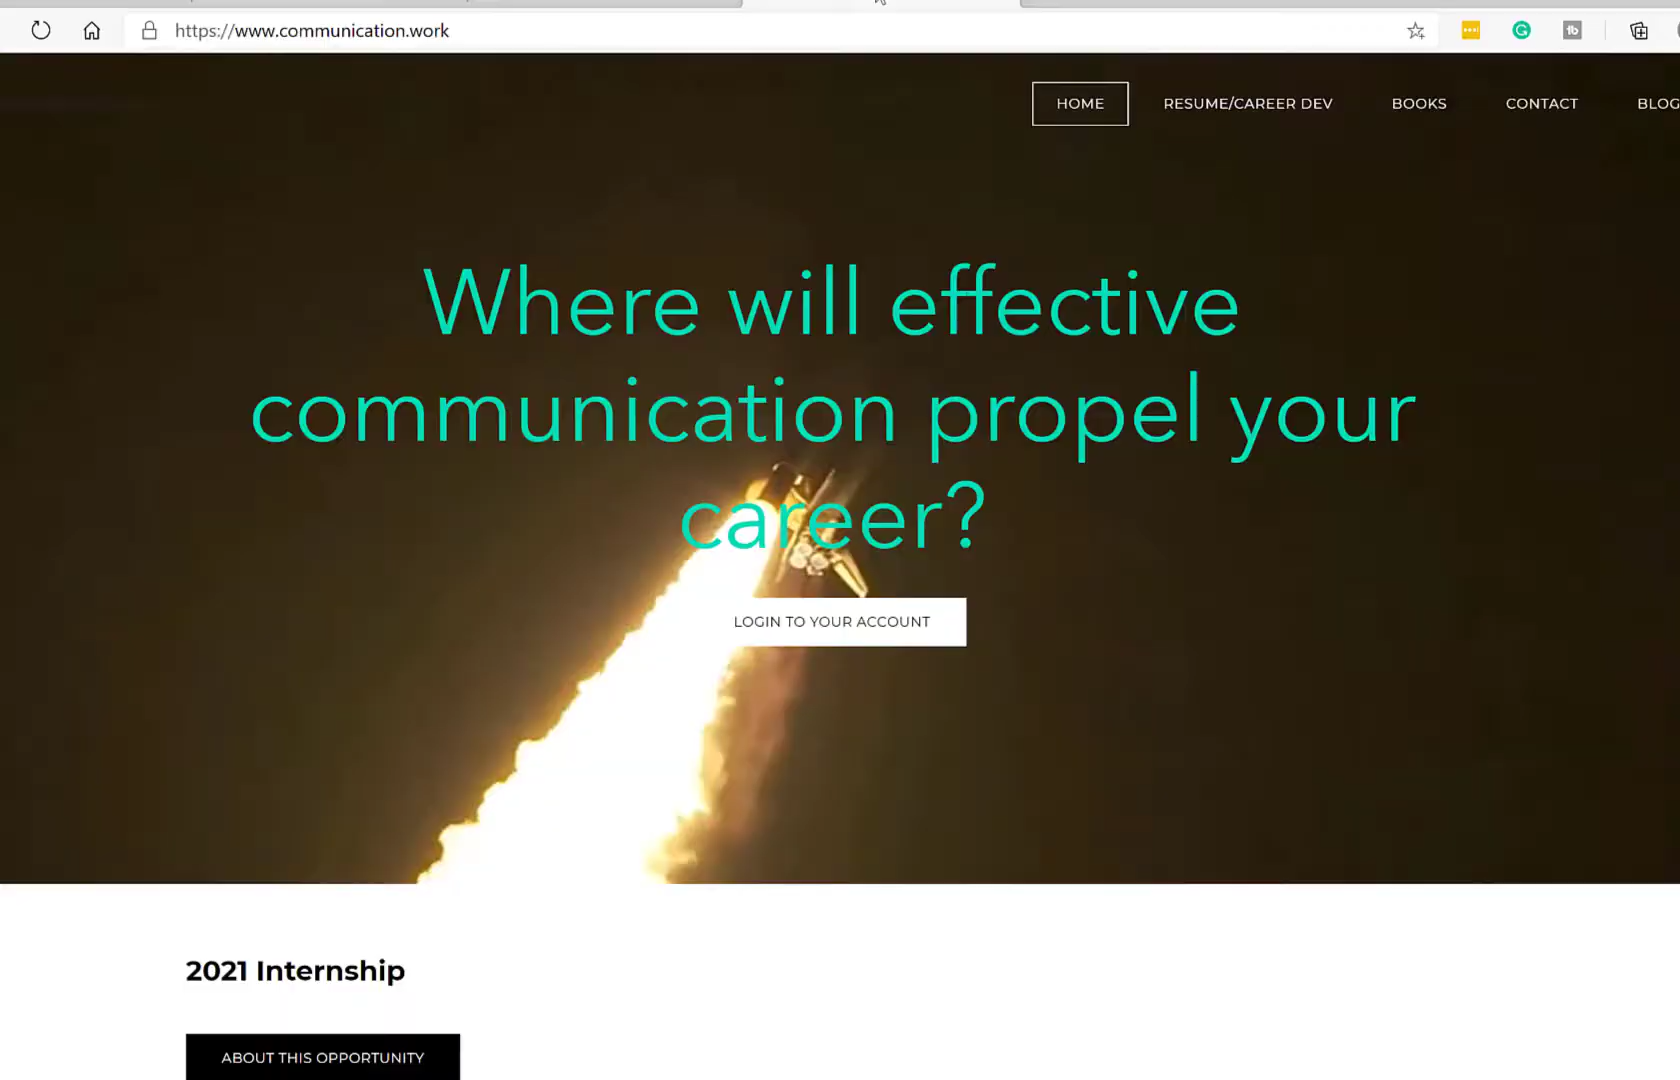 https://www.communication.work
HOME RESUME/CAREER DEV BOOKS CONTACT BLOG
Where will effective
communication propel your
career?
LOGIN TO YOUR ACCOUNT
2021 Internship
ABOUT THIS OPPORTUNITY